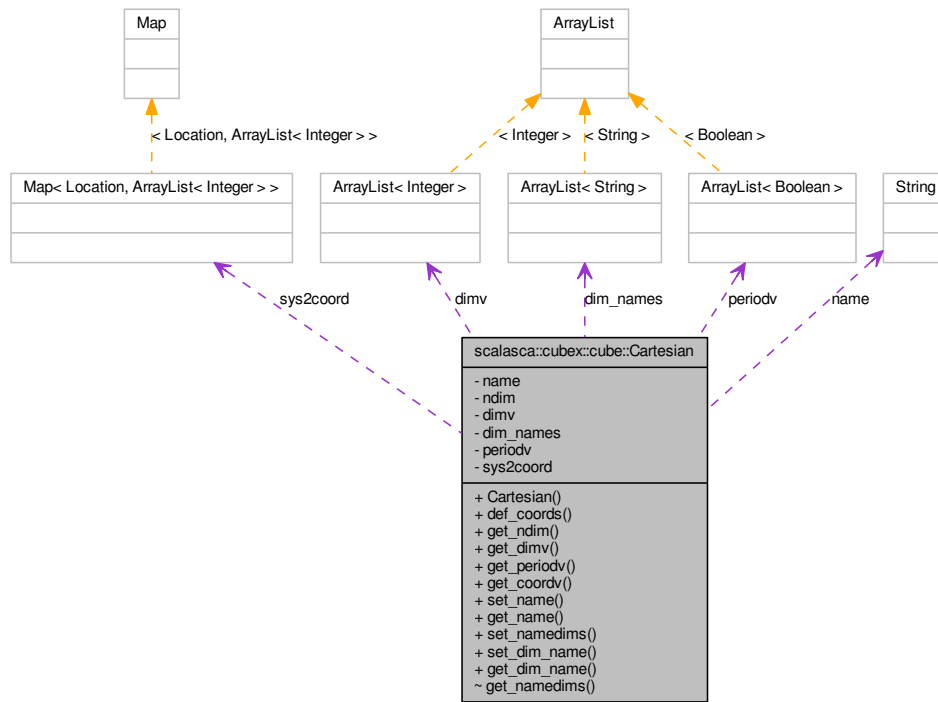 Map
ArrayList
< Location, ArrayList< Integer > >
< Integer >
< String >
< Boolean >
Map< Location, ArrayList< Integer > >
ArrayList< Integer >
ArrayList< String >
ArrayList< Boolean >
String
sys2coord
dimv
dim_names
periodv
name
scalasca::cubex::cube::Cartesian
- name
- ndim
- dimv
- dim_names
- periodv
- sys2coord
+ Cartesian()
+ def_coords()
+ get_ndim()
+ get_dimv()
+ get_periodv()
+ get_coordv()
+ set_name()
+ get_name()
+ set_namedims()
+ set_dim_name()
+ get_dim_name()
~ get_namedims()